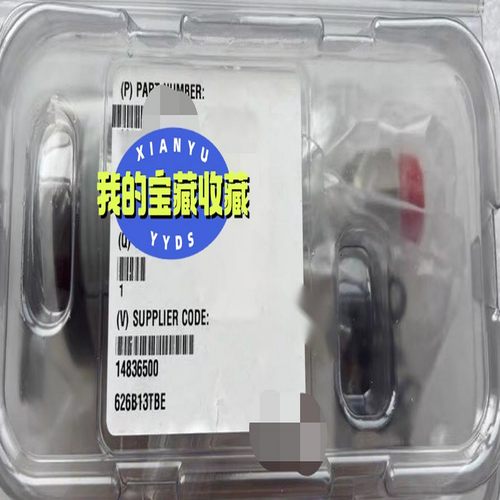 (P) PART NUMBER:
XIANYU
我的宝藏收藏
YYDS
(Q)
1
(V) SUPPLIER CODE:
14836500
626B13TBE